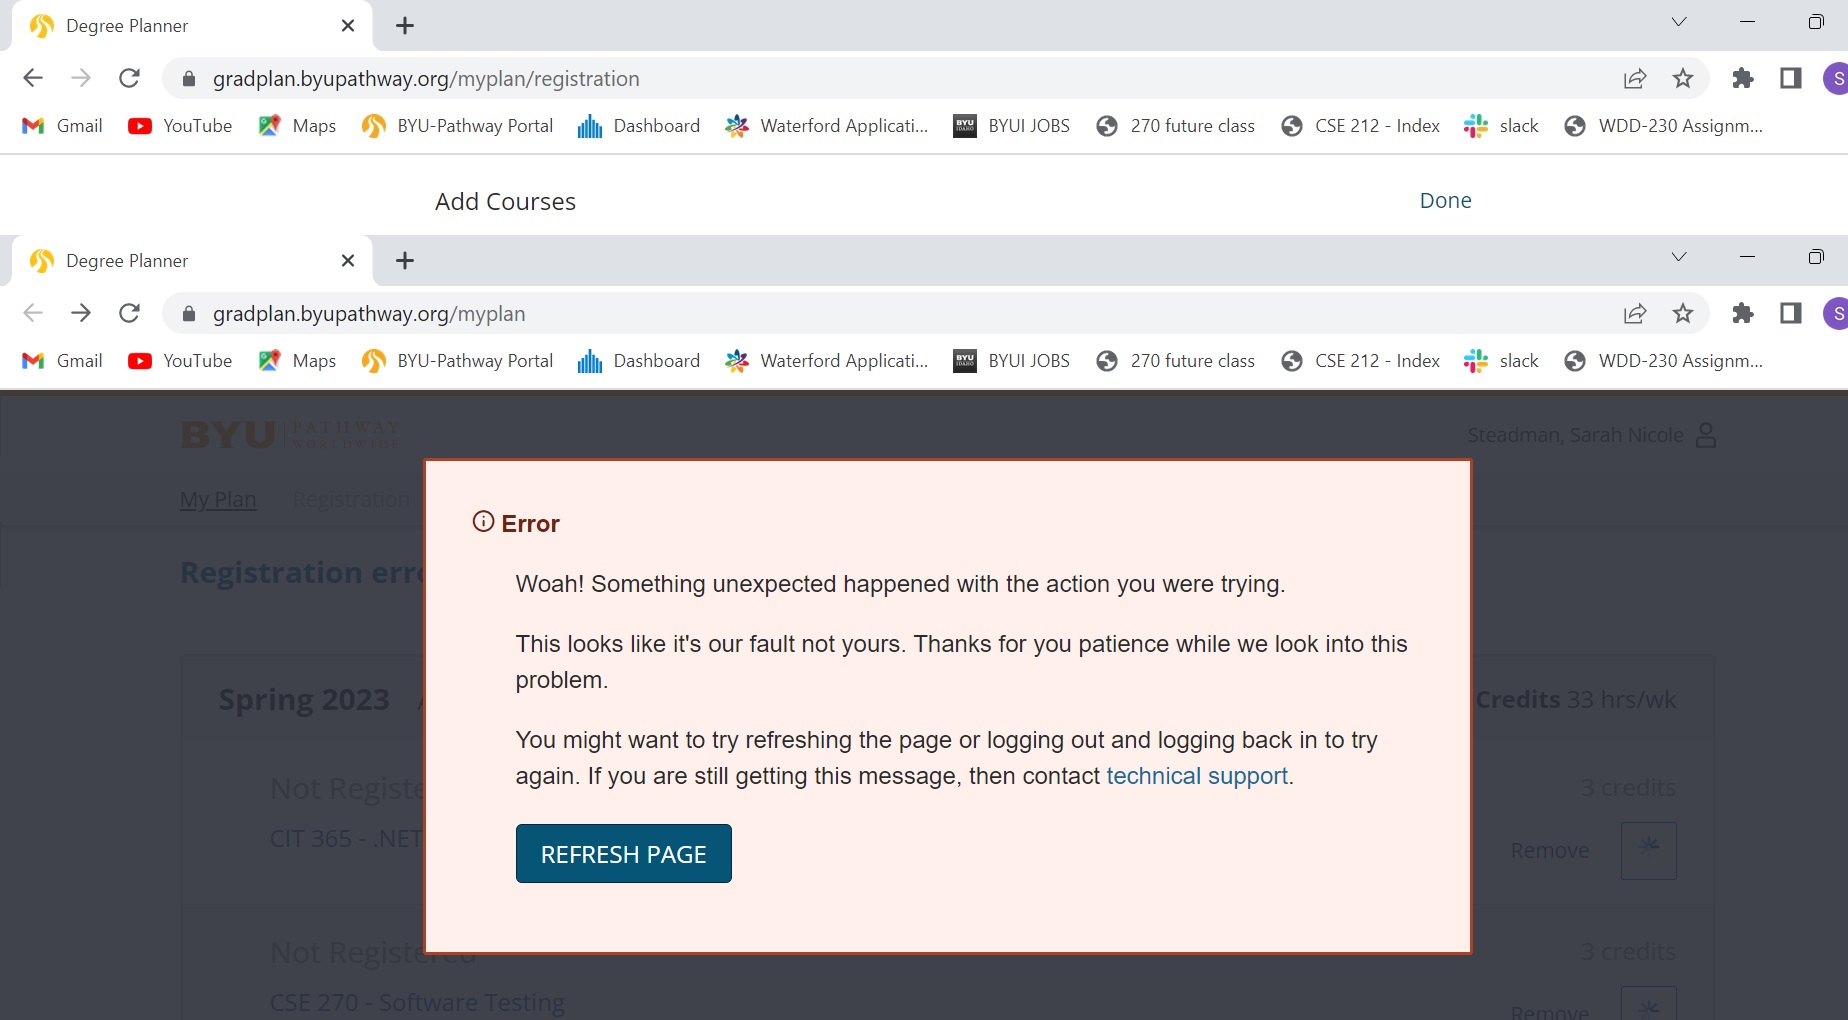 Degree Planner
gradplan.byupathway.org/myplan/registration
S
Gmail YouTube Maps BYU-Pathway Portal Dashboard Waterford Applicati... BYU IDAHO BYUI JOBS 270 future class CSE 212 - Index slack WDD-230 Assignm...
Add Courses Done
Degree Planner
gradplan.byupathway.org/myplan
S
Gmail YouTube Maps BYU-Pathway Portal Dashboard Waterford Applicati... BYU IDAHO BYUI JOBS 270 future class CSE 212 - Index slack WDD-230 Assignm...
BYU PATHWAY WORLDWIDE
Steadman, Sarah Nicole
My Plan Registration
Error
Registration erro
Woah! Something unexpected happened with the action you were trying.
This looks like it's our fault not yours. Thanks for you patience while we look into this
problem.
Spring 2023 Credits 33 hrs/wk
You might want to try refreshing the page or logging out and logging back in to try
again. If you are still getting this message, then contact technical support.
Not Registe 3 credits
CIT 365 - .NET Remove
REFRESH PAGE
Not Registered 3 credits
CSE 270 - Software Testing
Remove